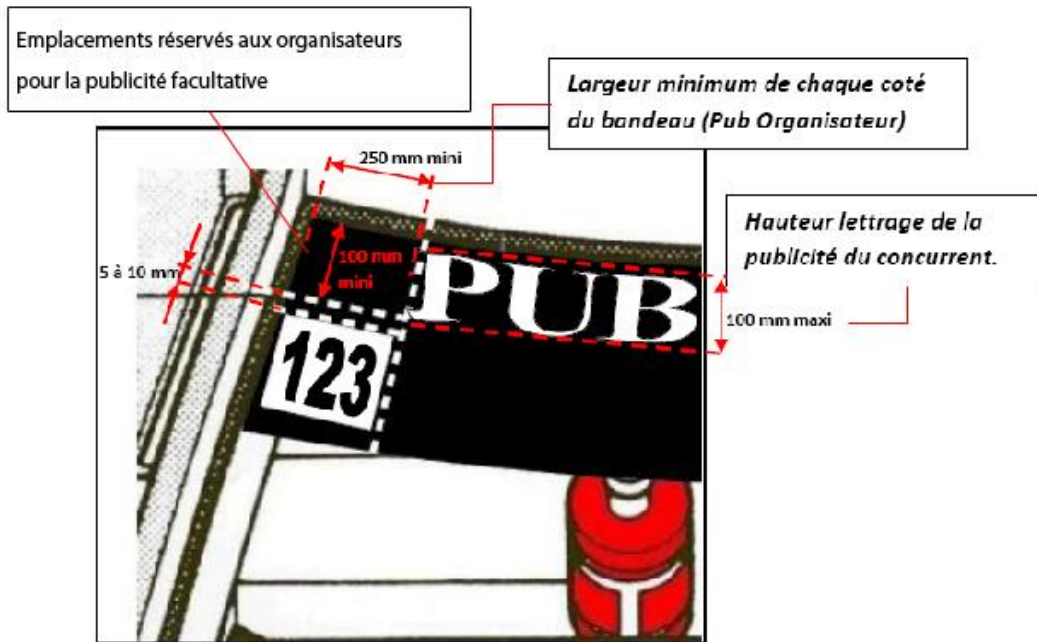 Emplacements réservés aux organisateurs
pour la publicité facultative
Largeur minimum de chaque coté
du bandeau (Pub Organisateur)
250 mm mini
Hauteur lettrage de la
publicité du concurrent.
5 à 10 mm
100 mm
mini
PUB
100 mm maxi
123